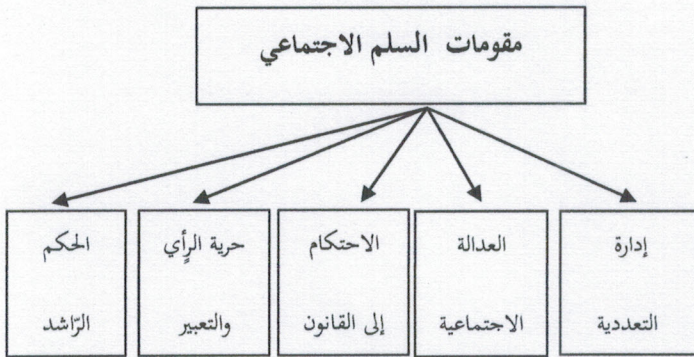 مقومات السلم الاجتماعي
إدارة
التعددية
العدالة
الاجتماعية
الاحتكام
إلى القانون
حرية الرأي
والتعبير
الحكم
الرّاشد